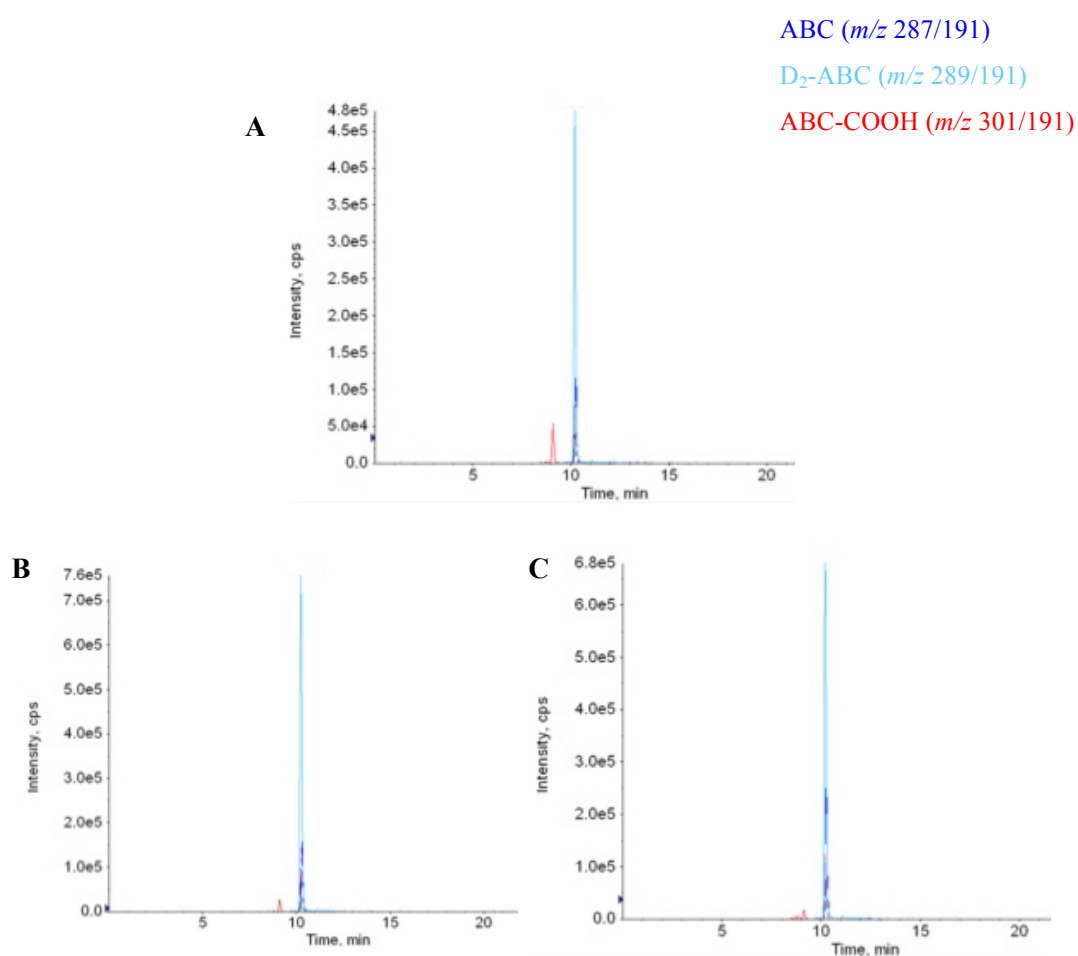 ABC (m/z 287/191)
D₂-ABC (m/z 289/191)
ABC-COOH (m/z 301/191)
A
4.8e5
4.5e5
4.0e5
3.5e5
3.0e5
2.5e5
2.0e5
1.5e5
1.0e5
5.0e4
0.0
Intensity, cps
5 10 15 20
Time, min
B
7.6e5
7.0e5
6.0e5
5.0e5
4.0e5
3.0e5
2.0e5
1.0e5
0.0
Intensity, cps
5 10 15 20
Time, min
C
6.8e5
6.0e5
5.0e5
4.0e5
3.0e5
2.0e5
1.0e5
0.0
Intensity, cps
5 10 15 20
Time, min